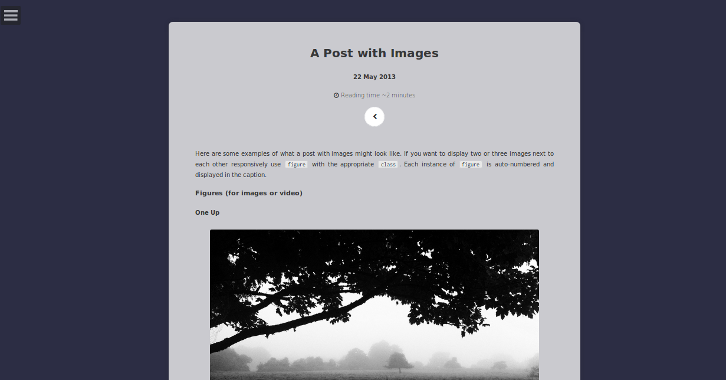 A Post with Images
22 May 2013
Reading time ~2 minutes
Here are some examples of what a post with images might look like. If you want to display two or three images next to
each other responsively use figure with the appropriate class. Each instance of figure is auto-numbered and
displayed in the caption.
Figures (for images or video)
One Up